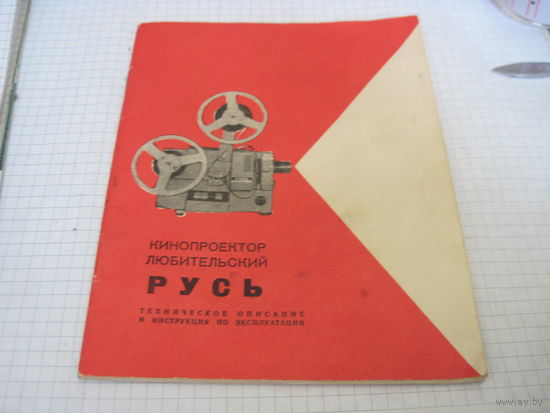 КИНОПРОЕКТОР
ЛЮБИТЕЛЬСКИЙ
РУСЬ
ТЕХНИЧЕСКОЕ ОПИСАНИЕ
И ИНСТРУКЦИЯ ПО ЭКСПЛУАТАЦИИ
www.ay.by